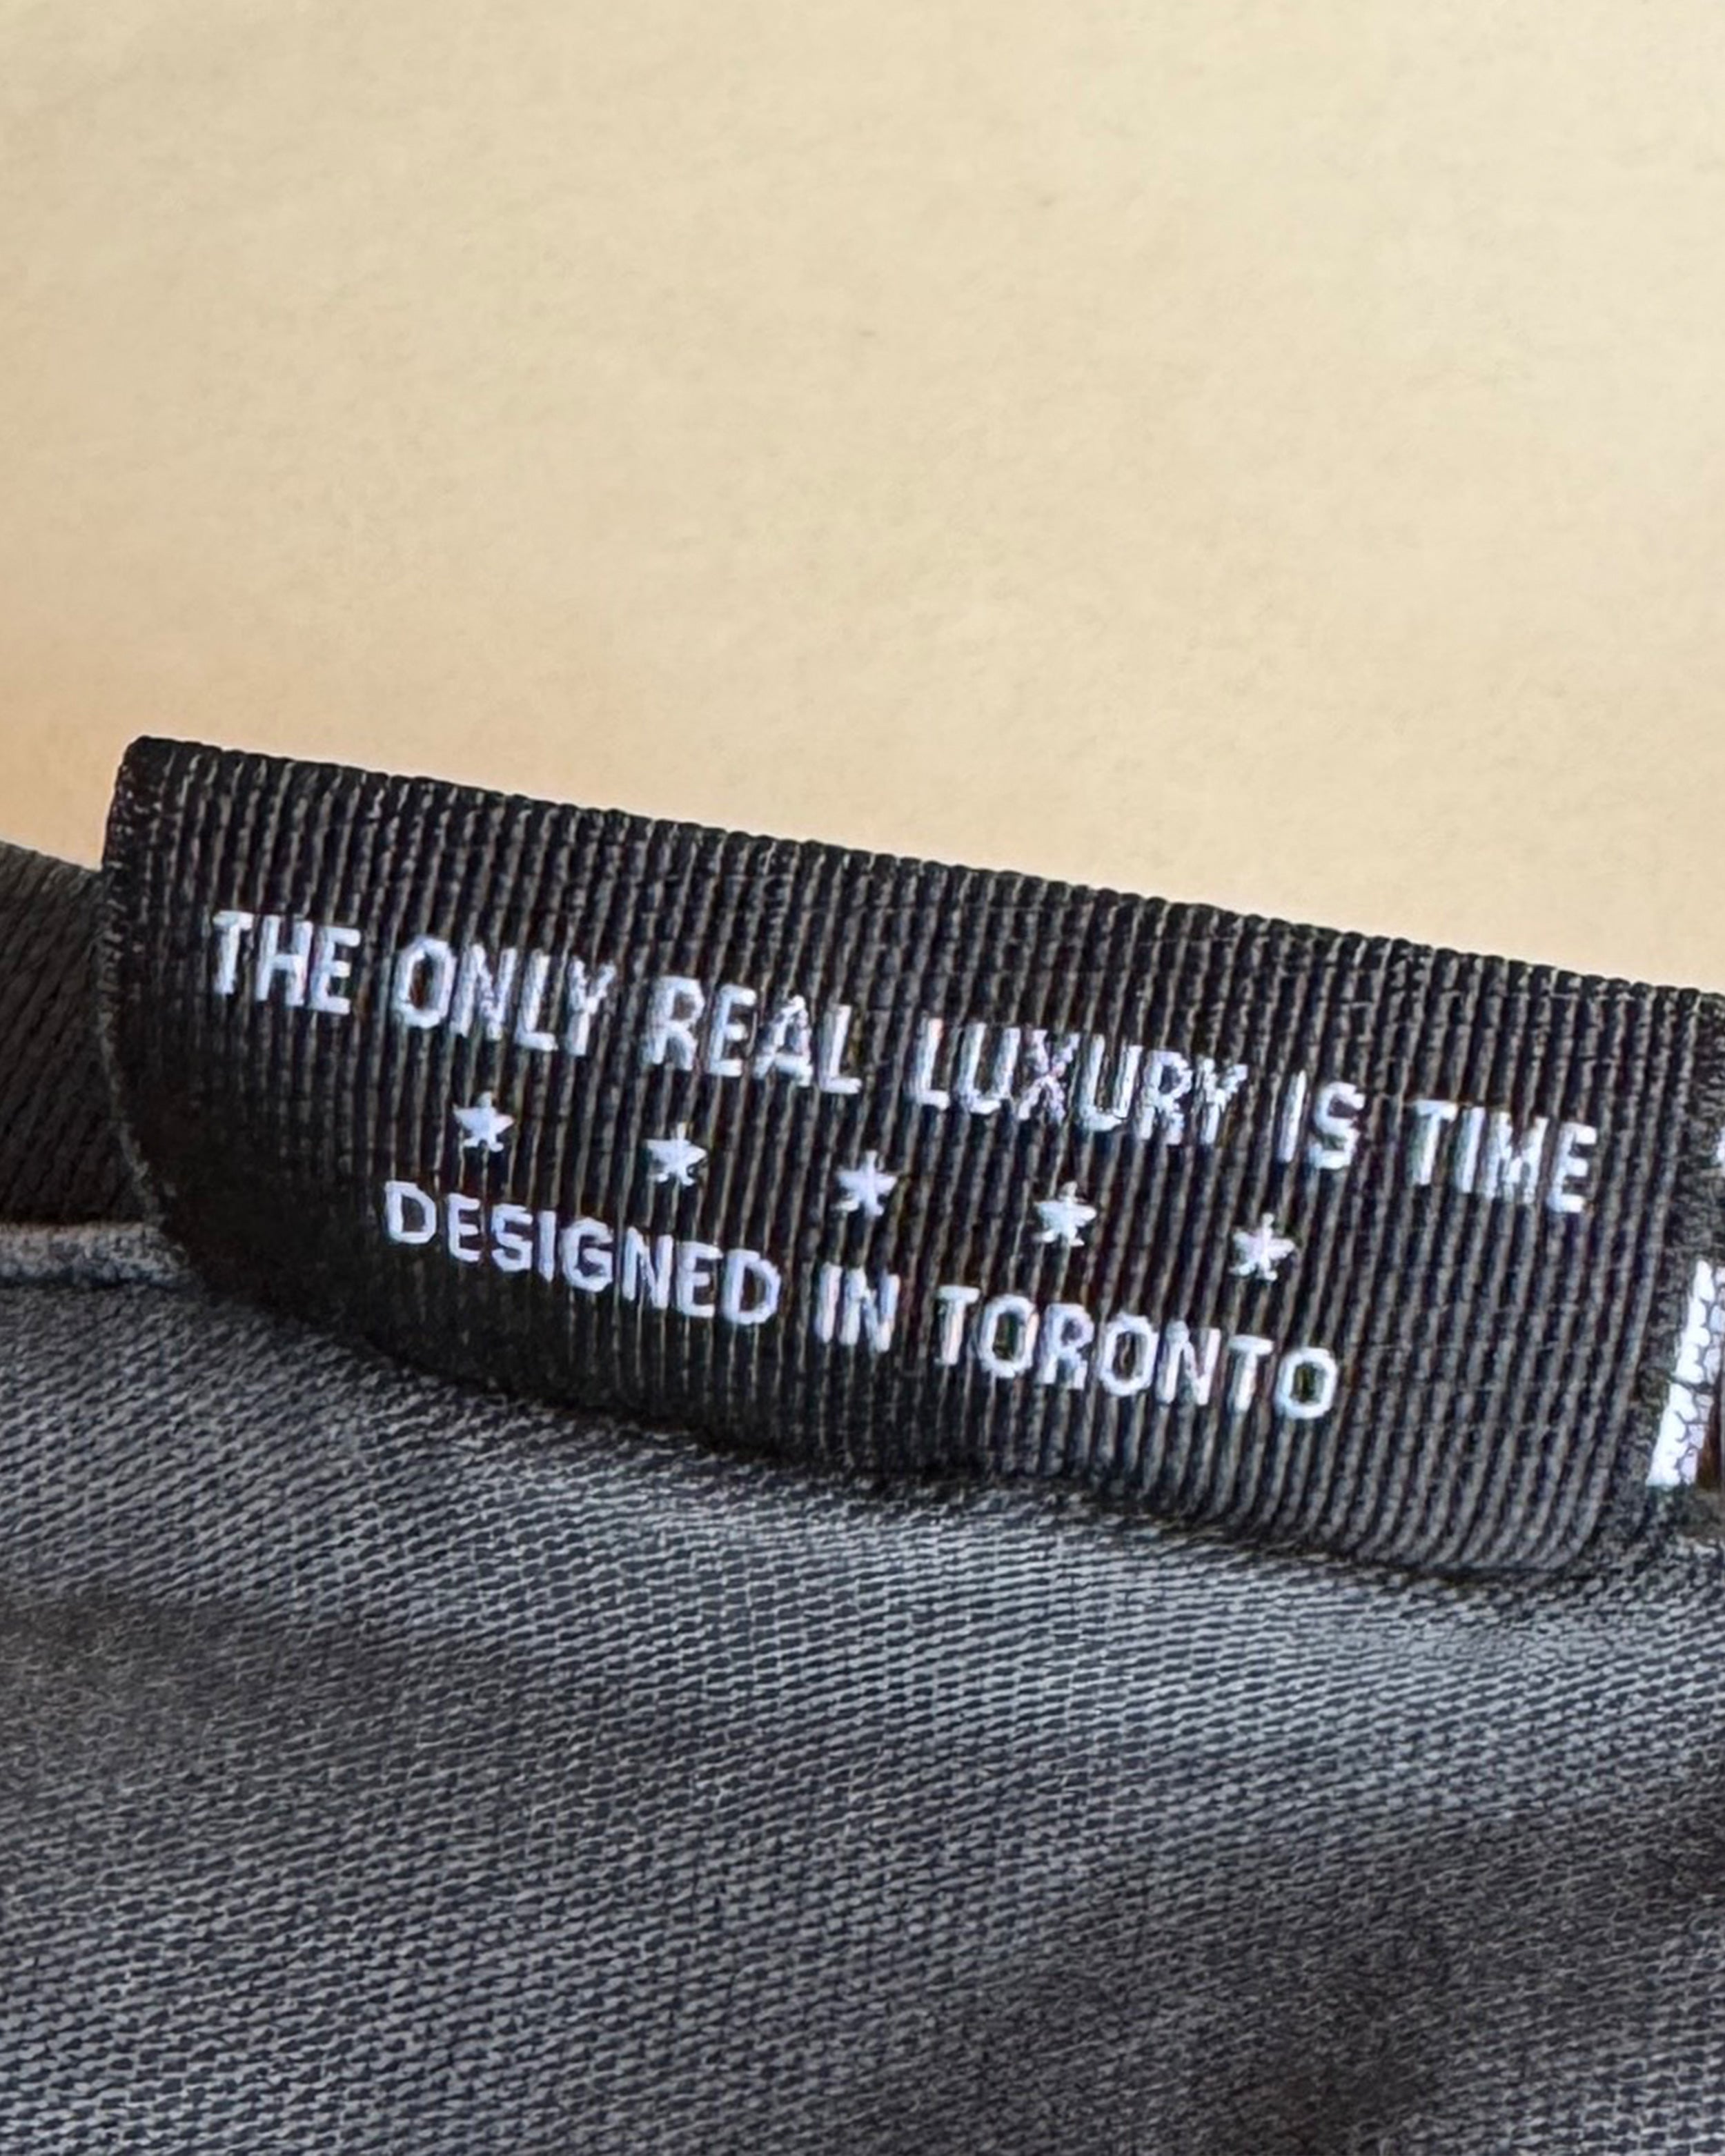 THE ONLY REAL LUXURY IS TIME
★ ★ ★ ★ ★
DESIGNED IN TORONTO